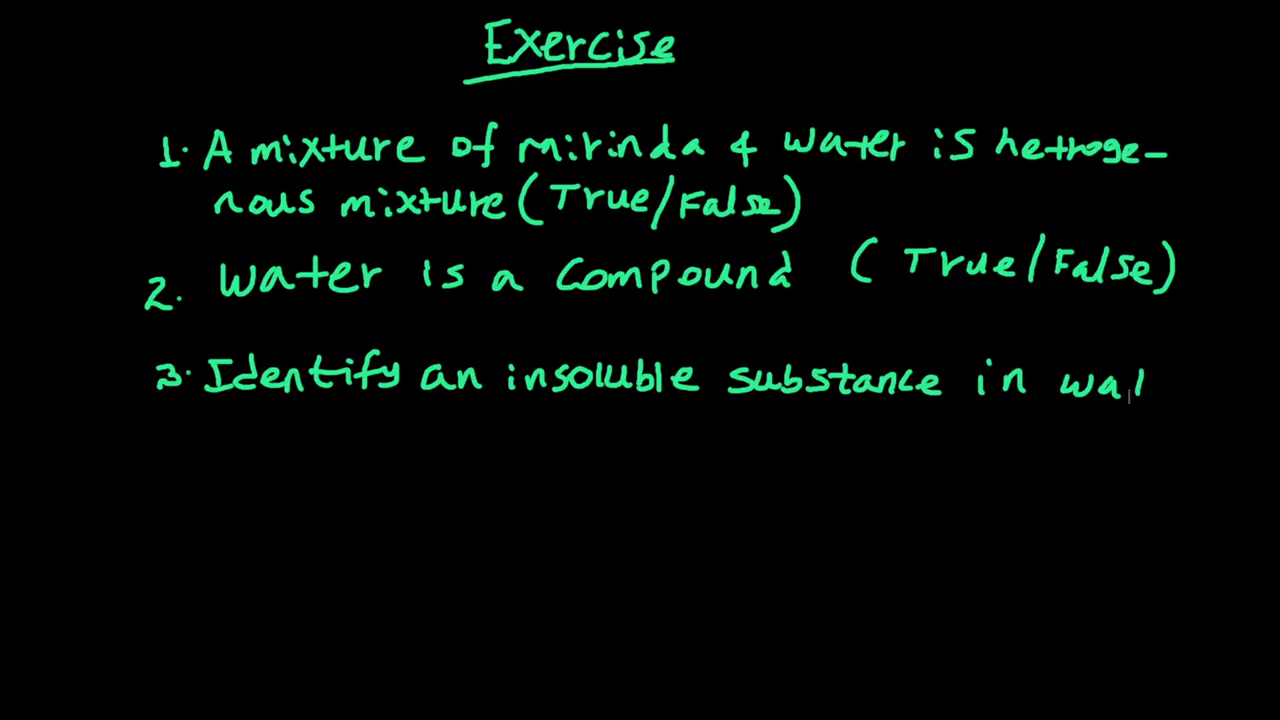 Exercise
1. A mixture of mirinda & water is hetroge-
nous mixture (True/False)
2. Water is a Compound (True/False)
3. Identify an insoluble substance in